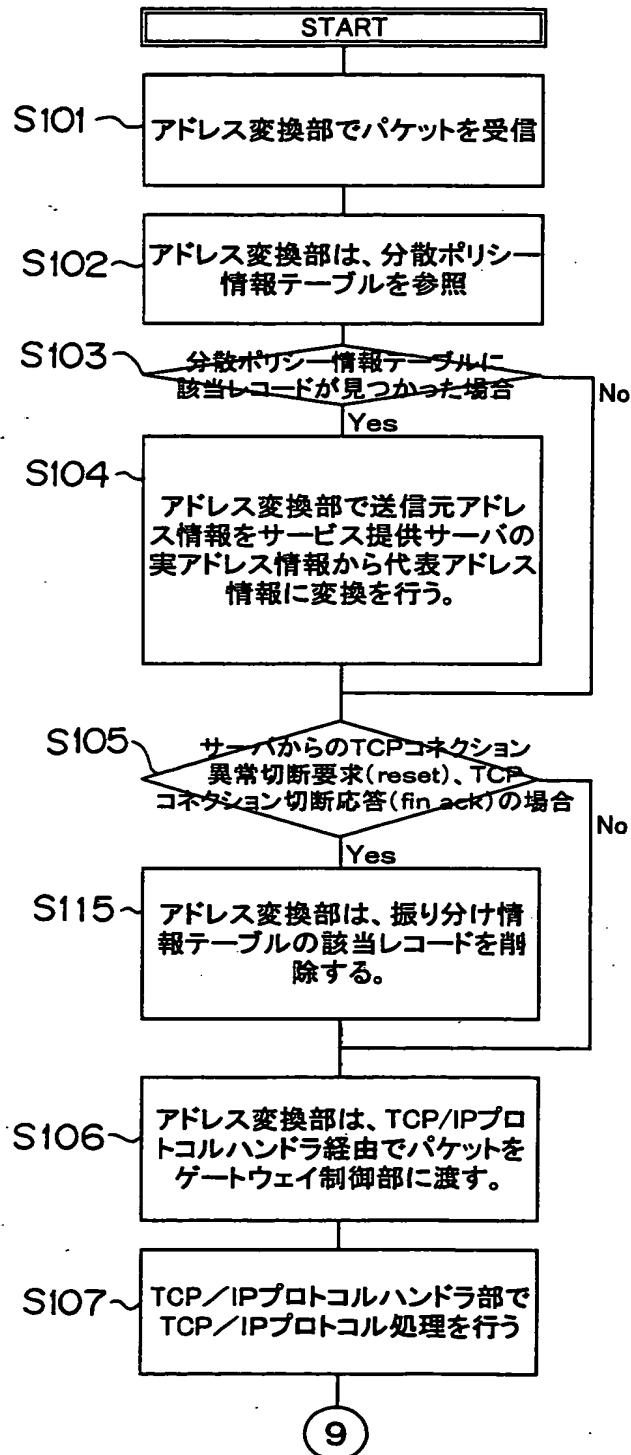 START
S101
アドレス変換部でパケットを受信
S102
アドレス変換部は、分散ポリシー
情報テーブルを参照
S103
分散ポリシー情報テーブルに
該当レコードが見つかった場合
No
Yes
S104
アドレス変換部で送信元アドレ
ス情報をサービス提供サーバの
実アドレス情報から代表アドレス
情報に変換を行う。
S105
サーバからのTCPコネクション
異常切断要求(reset)、TCP
コネクション切断応答(fin ack)の場合
No
Yes
S115
アドレス変換部は、振り分け情
報テーブルの該当レコードを削
除する。
S106
アドレス変換部は、TCP/IPプロ
トコルハンドラ経由でパケットを
ゲートウェイ制御部に渡す。
S107
TCP/IPプロトコルハンドラ部で
TCP/IPプロトコル処理を行う
9